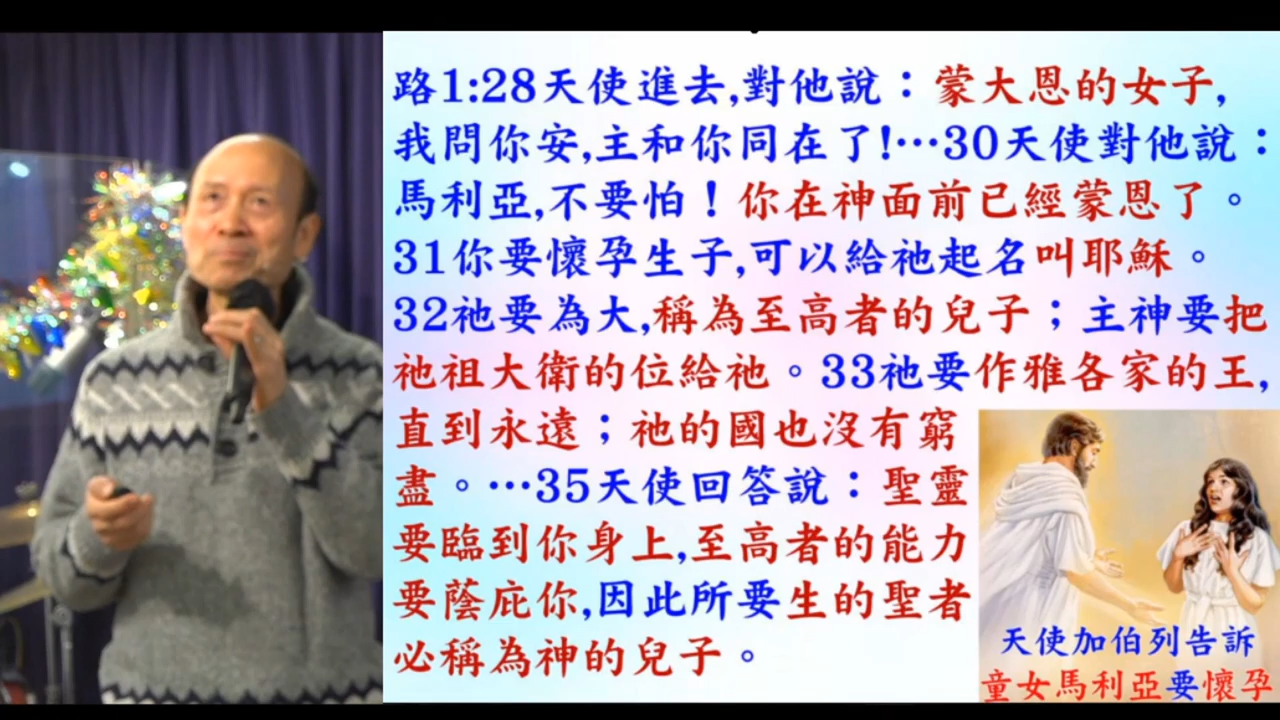 路1:28天使進去,對他說：蒙大恩的女子,
我問你安,主和你同在了!…30天使對他說：
馬利亞,不要怕！你在神面前已經蒙恩了。
31你要懷孕生子,可以給祂起名叫耶穌。
32祂要為大,稱為至高者的兒子；主神要把
祂祖大衛的位給祂。33祂要作雅各家的王,
直到永遠；祂的國也沒有窮
盡。…35天使回答說：聖靈
要臨到你身上,至高者的能力
要蔭庇你,因此所要生的聖者
必稱為神的兒子。
天使加伯列告訴
童女馬利亞要懷孕